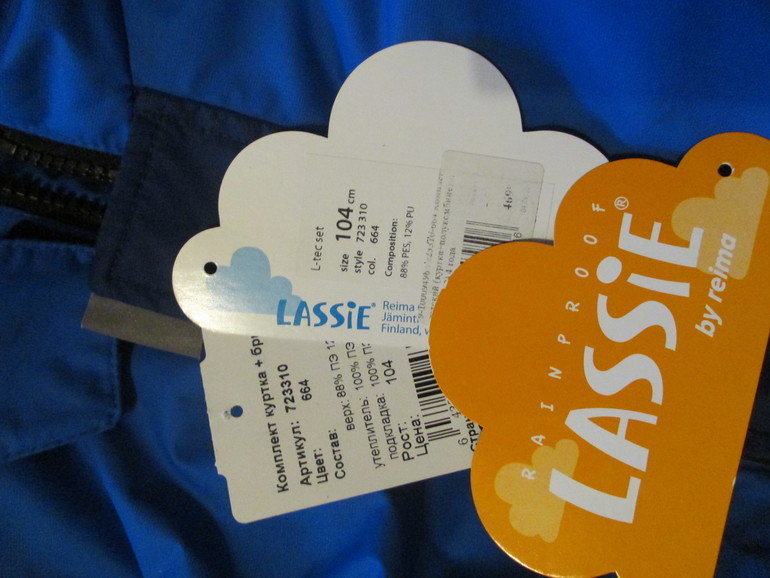 L-tec set
size 104 cm
style 723 310
col. 664
Composition:
88% PES, 12% PU
LASSiE®
Reima
Finland,
Комплект куртка +
Артикул: 723310
Цвет: 664
Состав:
верх: 88% ПЭ
утеплитель: 100%
подкладка: 100%
Рост: 104
Цена:
RAINPROOF
LASSiE®
by reima